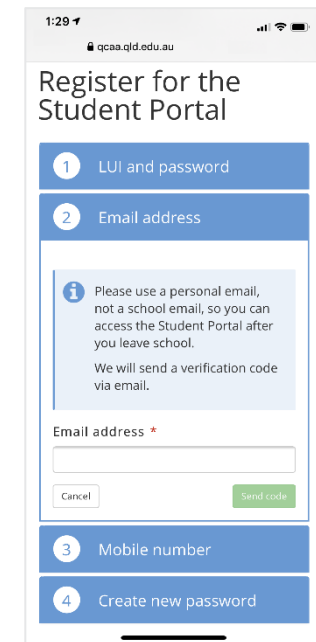 1:29
qcaa.qld.edu.au
Register for the
Student Portal
1 LUI and password
2 Email address
Please use a personal email,
not a school email, so you can
access the Student Portal after
you leave school.
We will send a verification code
via email.
Email address *
Cancel Send code
3 Mobile number
4 Create new password